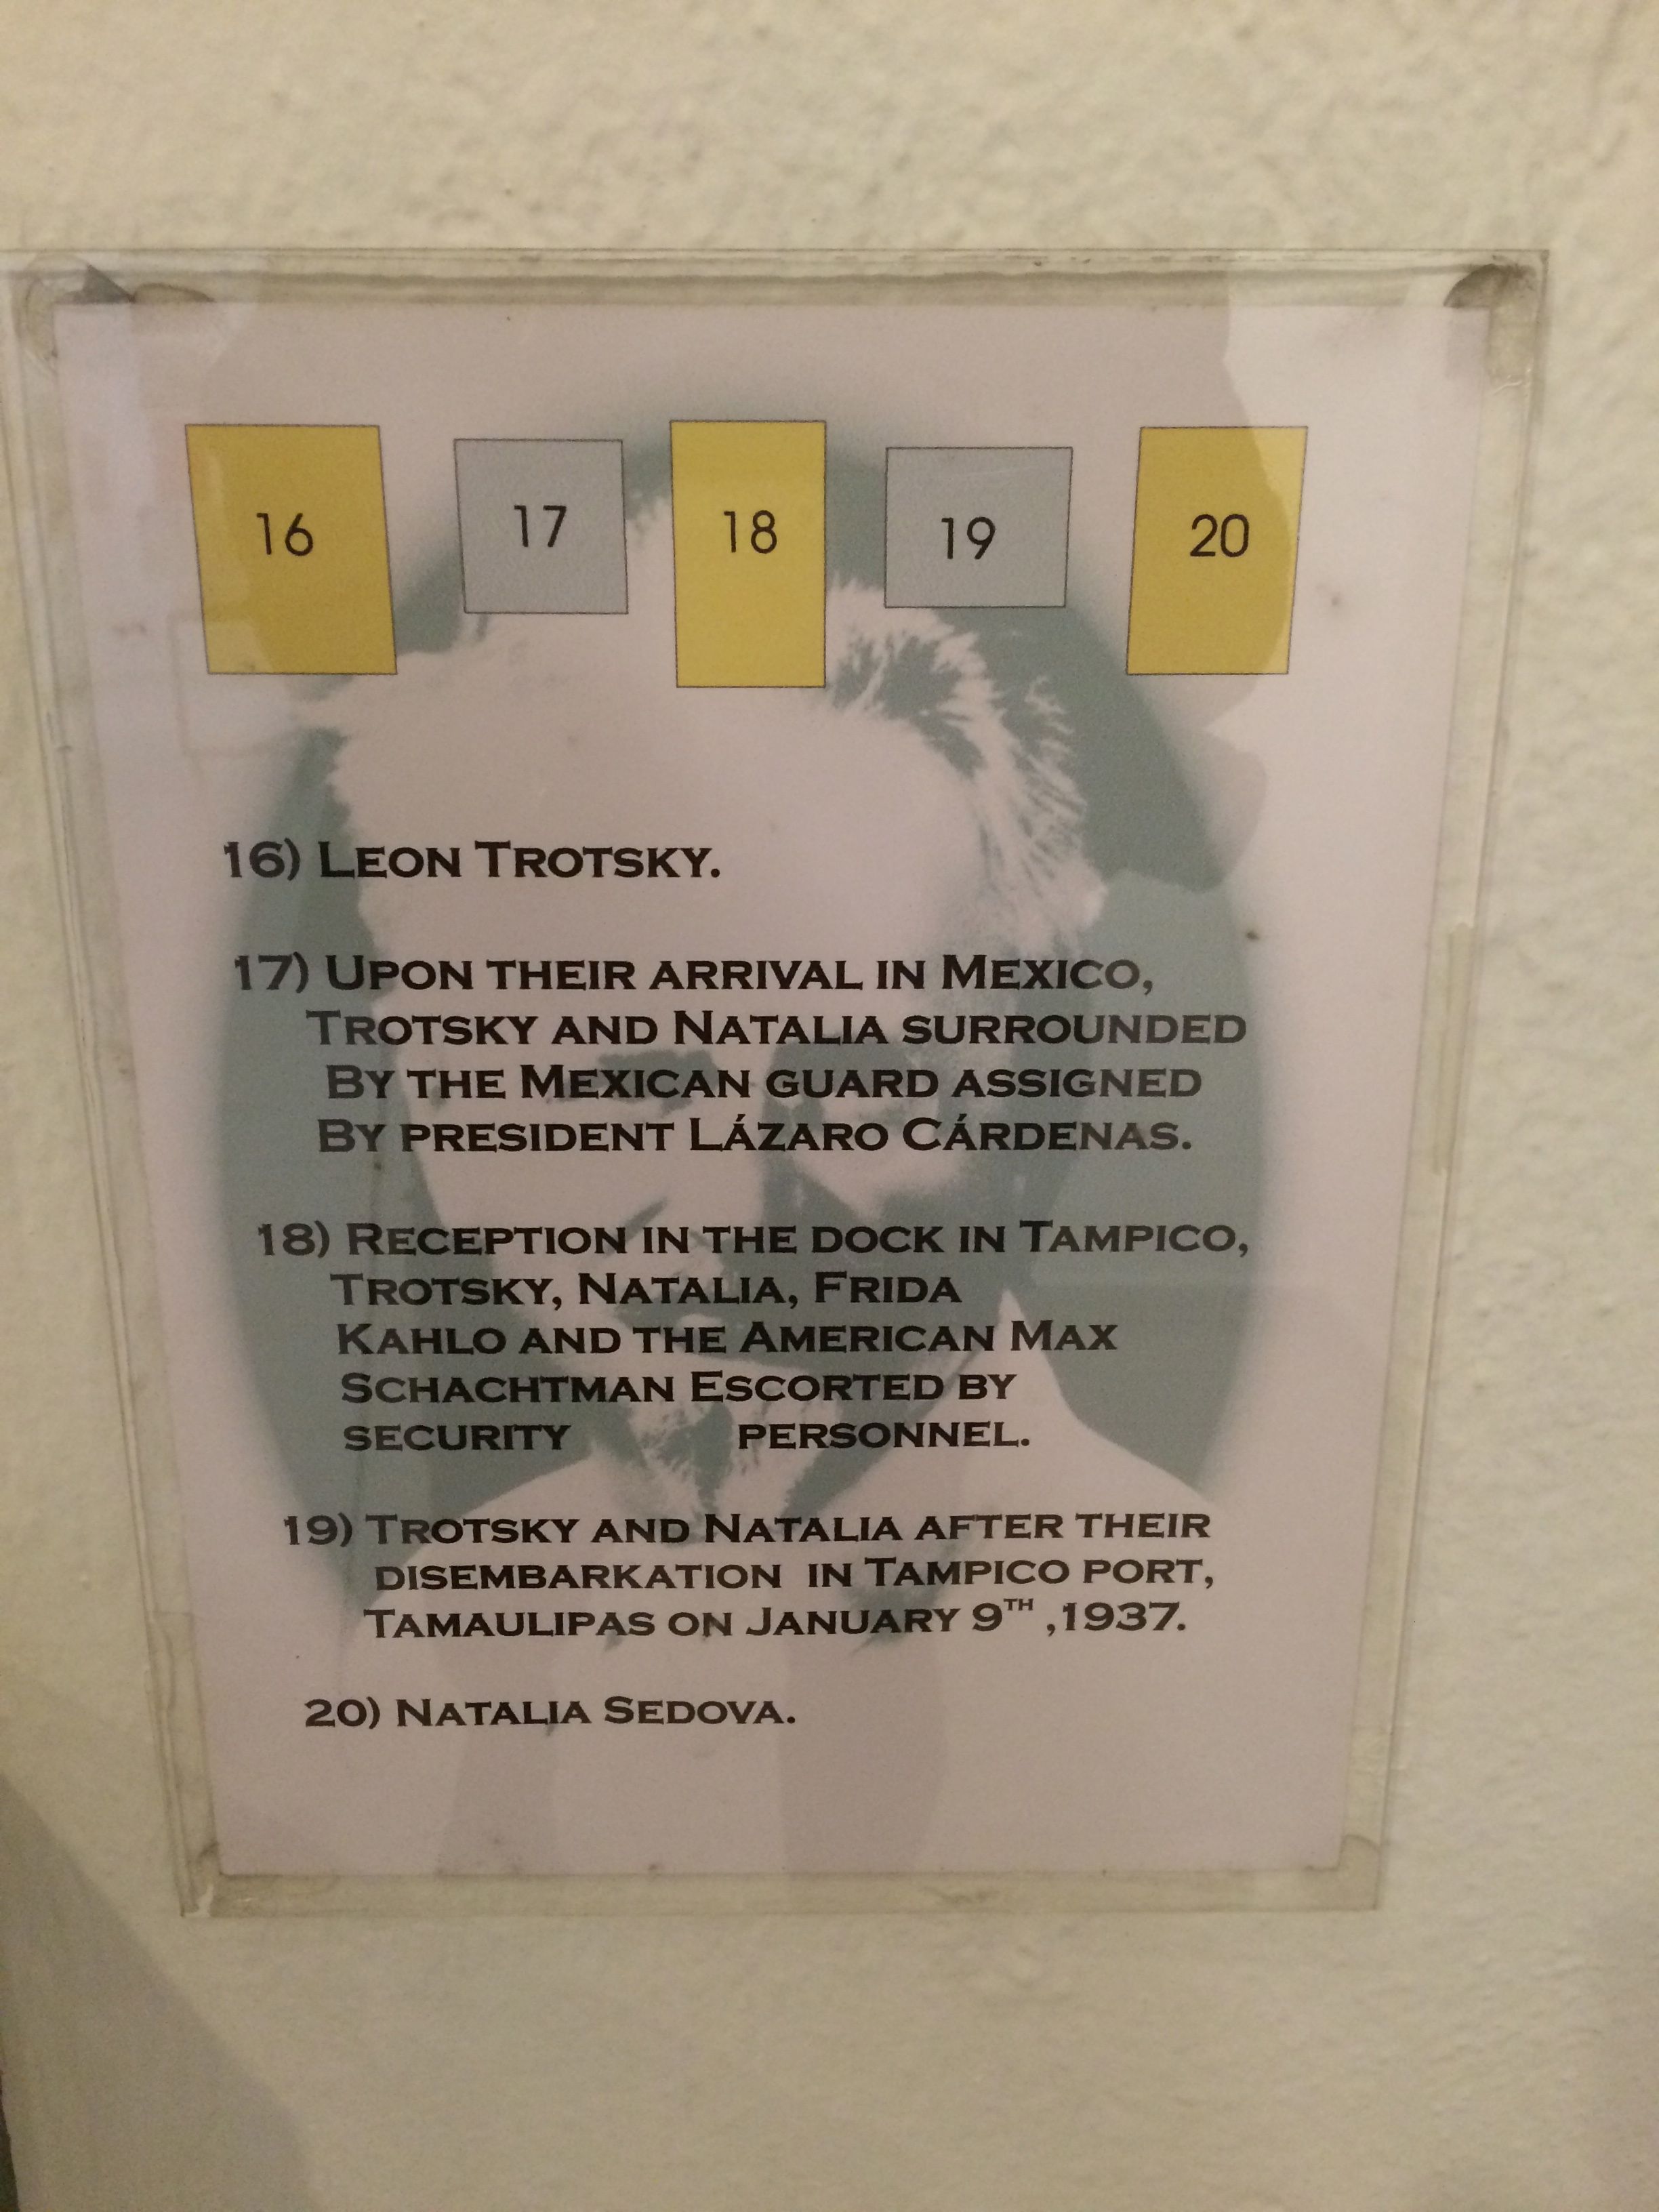 16 17 18 19 20
16) LEON TROTSKY.
17) UPON THEIR ARRIVAL IN MEXICO,
TROTSKY AND NATALIA SURROUNDED
BY THE MEXICAN GUARD ASSIGNED
BY PRESIDENT LÁZARO CÁRDENAS.
18) RECEPTION IN THE DOCK IN TAMPICO,
TROTSKY, NATALIA, FRIDA
KAHLO AND THE AMERICAN MAX
SCHACHTMAN ESCORTED BY
SECURITY PERSONNEL.
19) TROTSKY AND NATALIA AFTER THEIR
DISEMBARKATION IN TAMPICO PORT,
TAMAULIPAS ON JANUARY 9TH ,1937.
20) NATALIA SEDOVA.